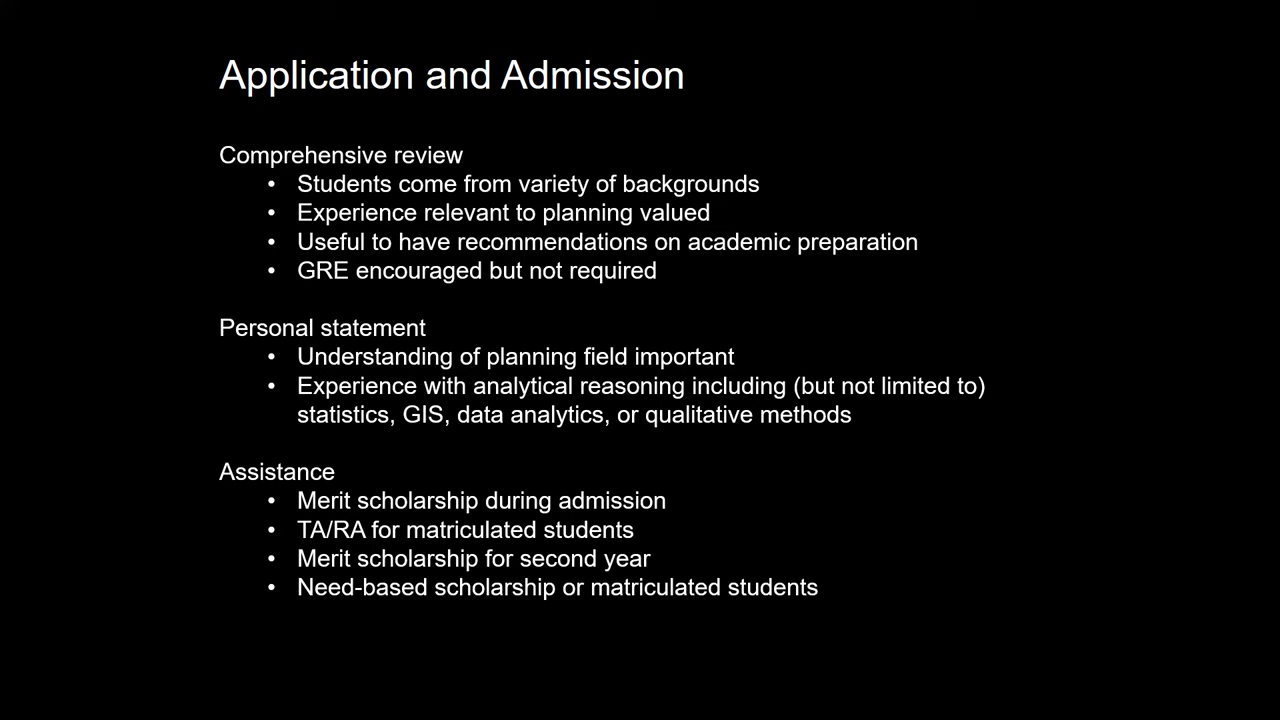 Application and Admission
Comprehensive review
• Students come from variety of backgrounds
• Experience relevant to planning valued
• Useful to have recommendations on academic preparation
• GRE encouraged but not required
Personal statement
• Understanding of planning field important
• Experience with analytical reasoning including (but not limited to)
statistics, GIS, data analytics, or qualitative methods
Assistance
• Merit scholarship during admission
• TA/RA for matriculated students
• Merit scholarship for second year
• Need-based scholarship or matriculated students